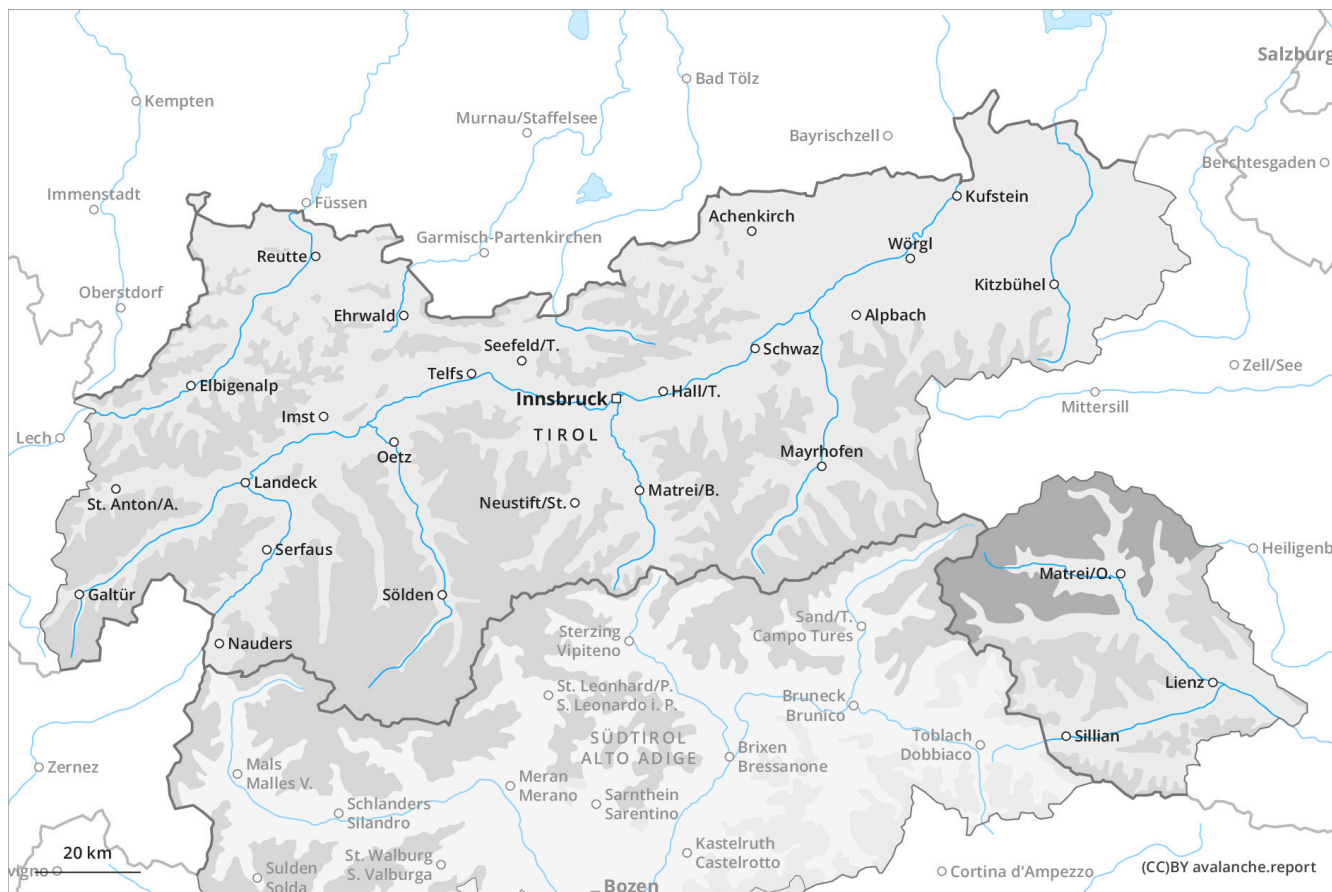 Salzburg
Kempten
Bad Tölz
Murnau/Staffelsee
Bayrischzell
Berchtesgaden
Immenstadt
Füssen
Kufstein
Achenkirch
Garmisch-Partenkirchen
Wörgl
Reutte
Kitzbühel
Oberstdorf
Ehrwald
Alpbach
Seefeld/T.
Schwaz
Zell/See
Telfs
Elbigenalp
Hall/T.
Innsbruck
Mittersill
Imst
Lech
TIROL
Oetz
Mayrhofen
Landeck
Matrei/B.
St. Anton/A.
Neustift/St.
Serfaus
Heiligenb
Matrei/O.
Galtür
Sölden
Sand/T.
Campo Tures
Sterzing
Vipiteno
Nauders
Lienz
St. Leonhard/P.
S. Leonardo i. P.
Bruneck
Brunico
SÜDTIROL
ALTO ADIGE
Toblach
Dobbiaco
Sillian
Brixen
Bressanone
Zernez
Mals
Malles V.
Meran
Merano
Schlanders
Silandro
Sarnthein
Sarentino
Kastelruth
Castelrotto
20 km
St. Walburg
S. Valburga
vigno
Sulden
Solda
Cortina d'Ampezzo
(CC)BY avalanche.report
Bozen